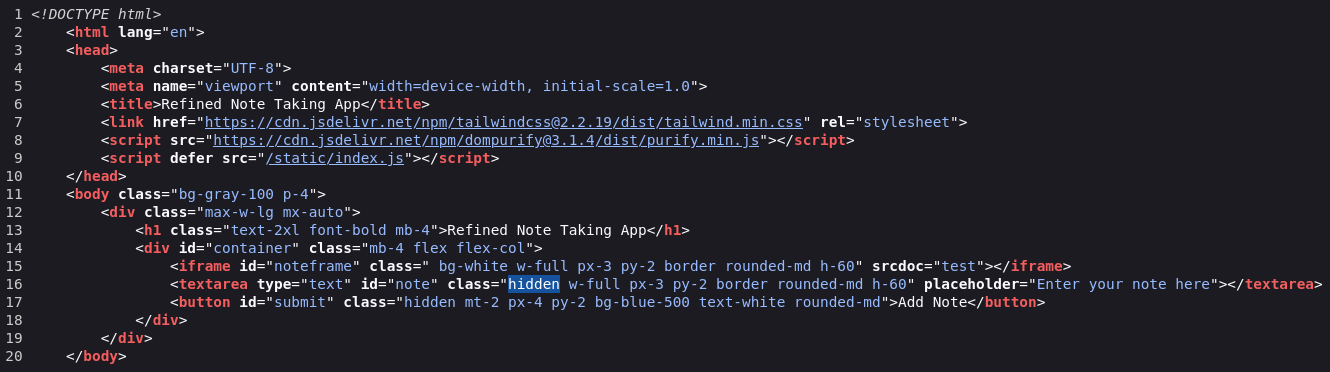 1 <!DOCTYPE html>
2 <html lang="en">
3 <head>
4 <meta charset="UTF-8">
5 <meta name="viewport" content="width=device-width, initial-scale=1.0">
6 <title>Refined Note Taking App</title>
7 <link href="https://cdn.jsdelivr.net/npm/tailwindcss@2.2.19/dist/tailwind.min.css" rel="stylesheet">
8 <script src="https://cdn.jsdelivr.net/npm/dompurify@3.1.4/dist/purify.min.js"></script>
9 <script defer src="/static/index.js"></script>
10 </head>
11 <body class="bg-gray-100 p-4">
12 <div class="max-w-lg mx-auto">
13 <h1 class="text-2xl font-bold mb-4">Refined Note Taking App</h1>
14 <div id="container" class="mb-4 flex flex-col">
15 <iframe id="noteframe" class=" bg-white w-full px-3 py-2 border rounded-md h-60" srcdoc="test"></iframe>
16 <textarea type="text" id="note" class="hidden w-full px-3 py-2 border rounded-md h-60" placeholder="Enter your note here"></textarea>
17 <button id="submit" class="hidden mt-2 px-4 py-2 bg-blue-500 text-white rounded-md">Add Note</button>
18 </div>
19 </div>
20 </body>